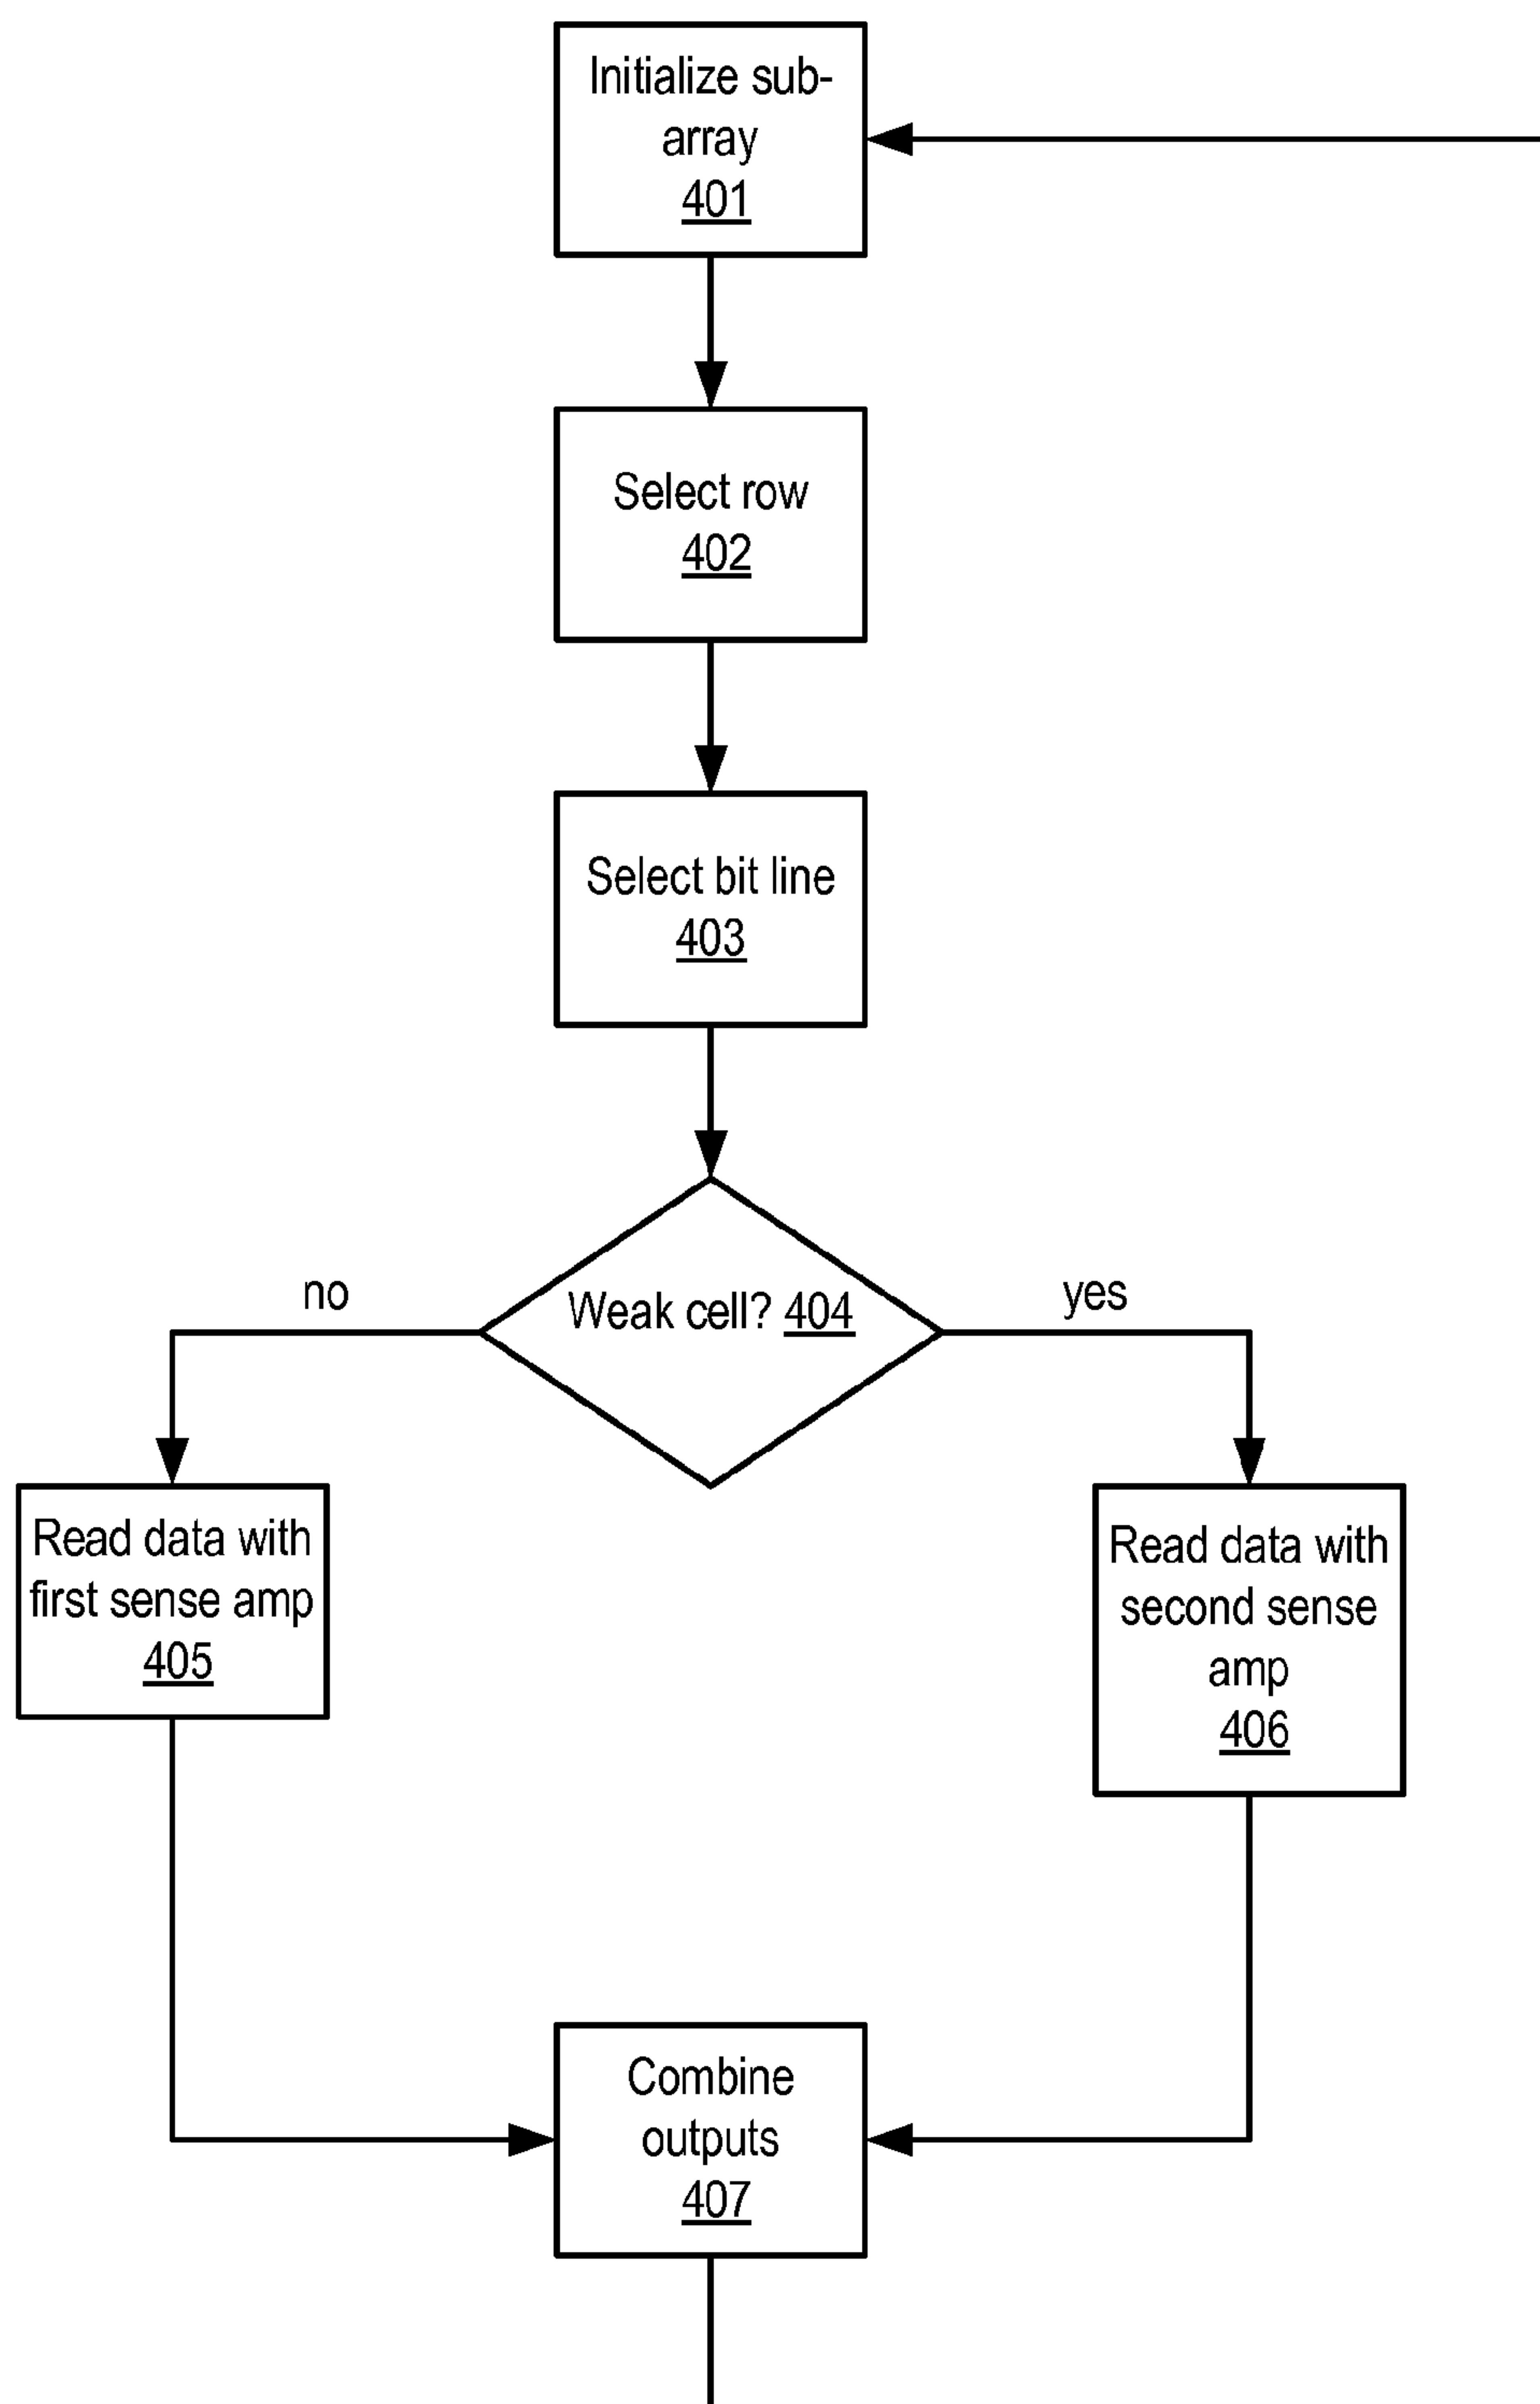 Initialize sub-
array
401
Select row
402
Select bit line
403
Weak cell? 404
no
yes
Read data with
first sense amp
405
Read data with
second sense
amp
406
Combine
outputs
407